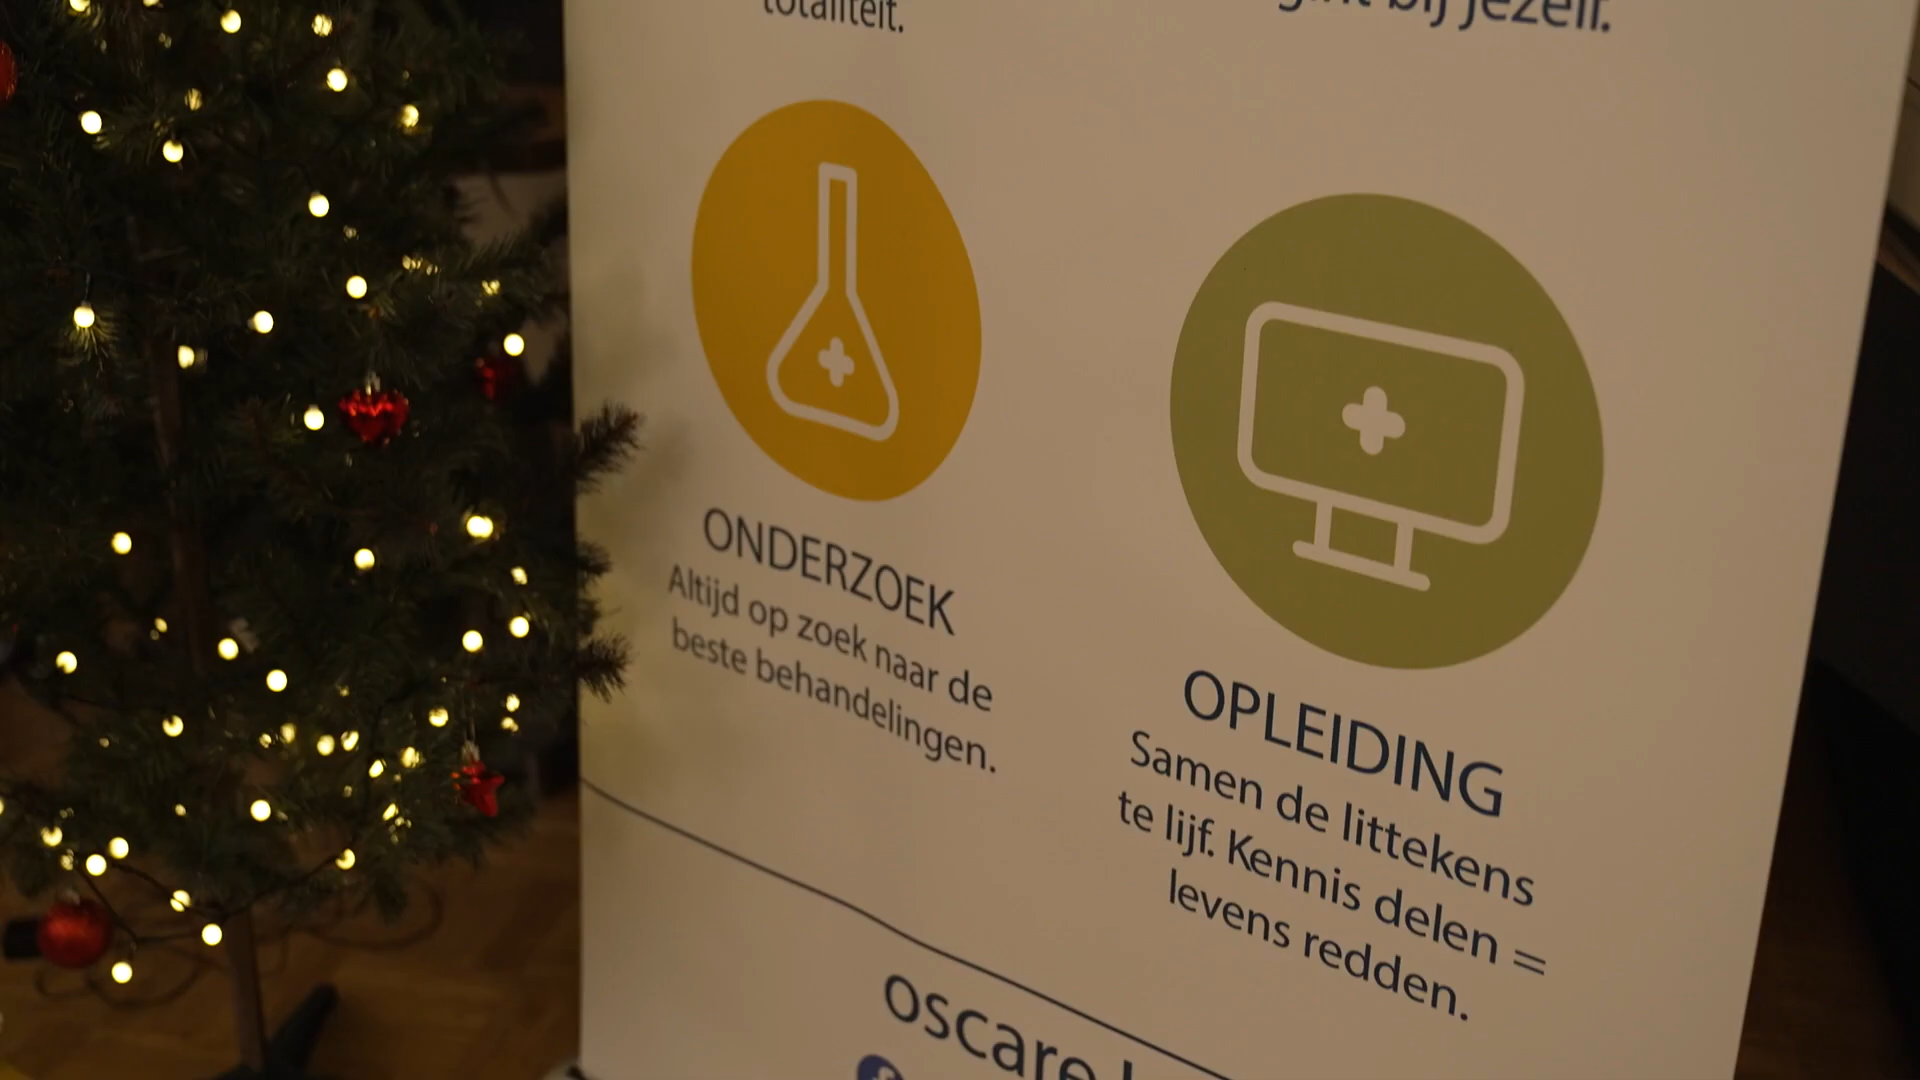 totaliteit.
bij jezelf.
ONDERZOEK
Altijd op zoek naar de
beste behandelingen.
OPLEIDING
Samen de littekens
te lijf. Kennis delen =
levens redden.
oscare